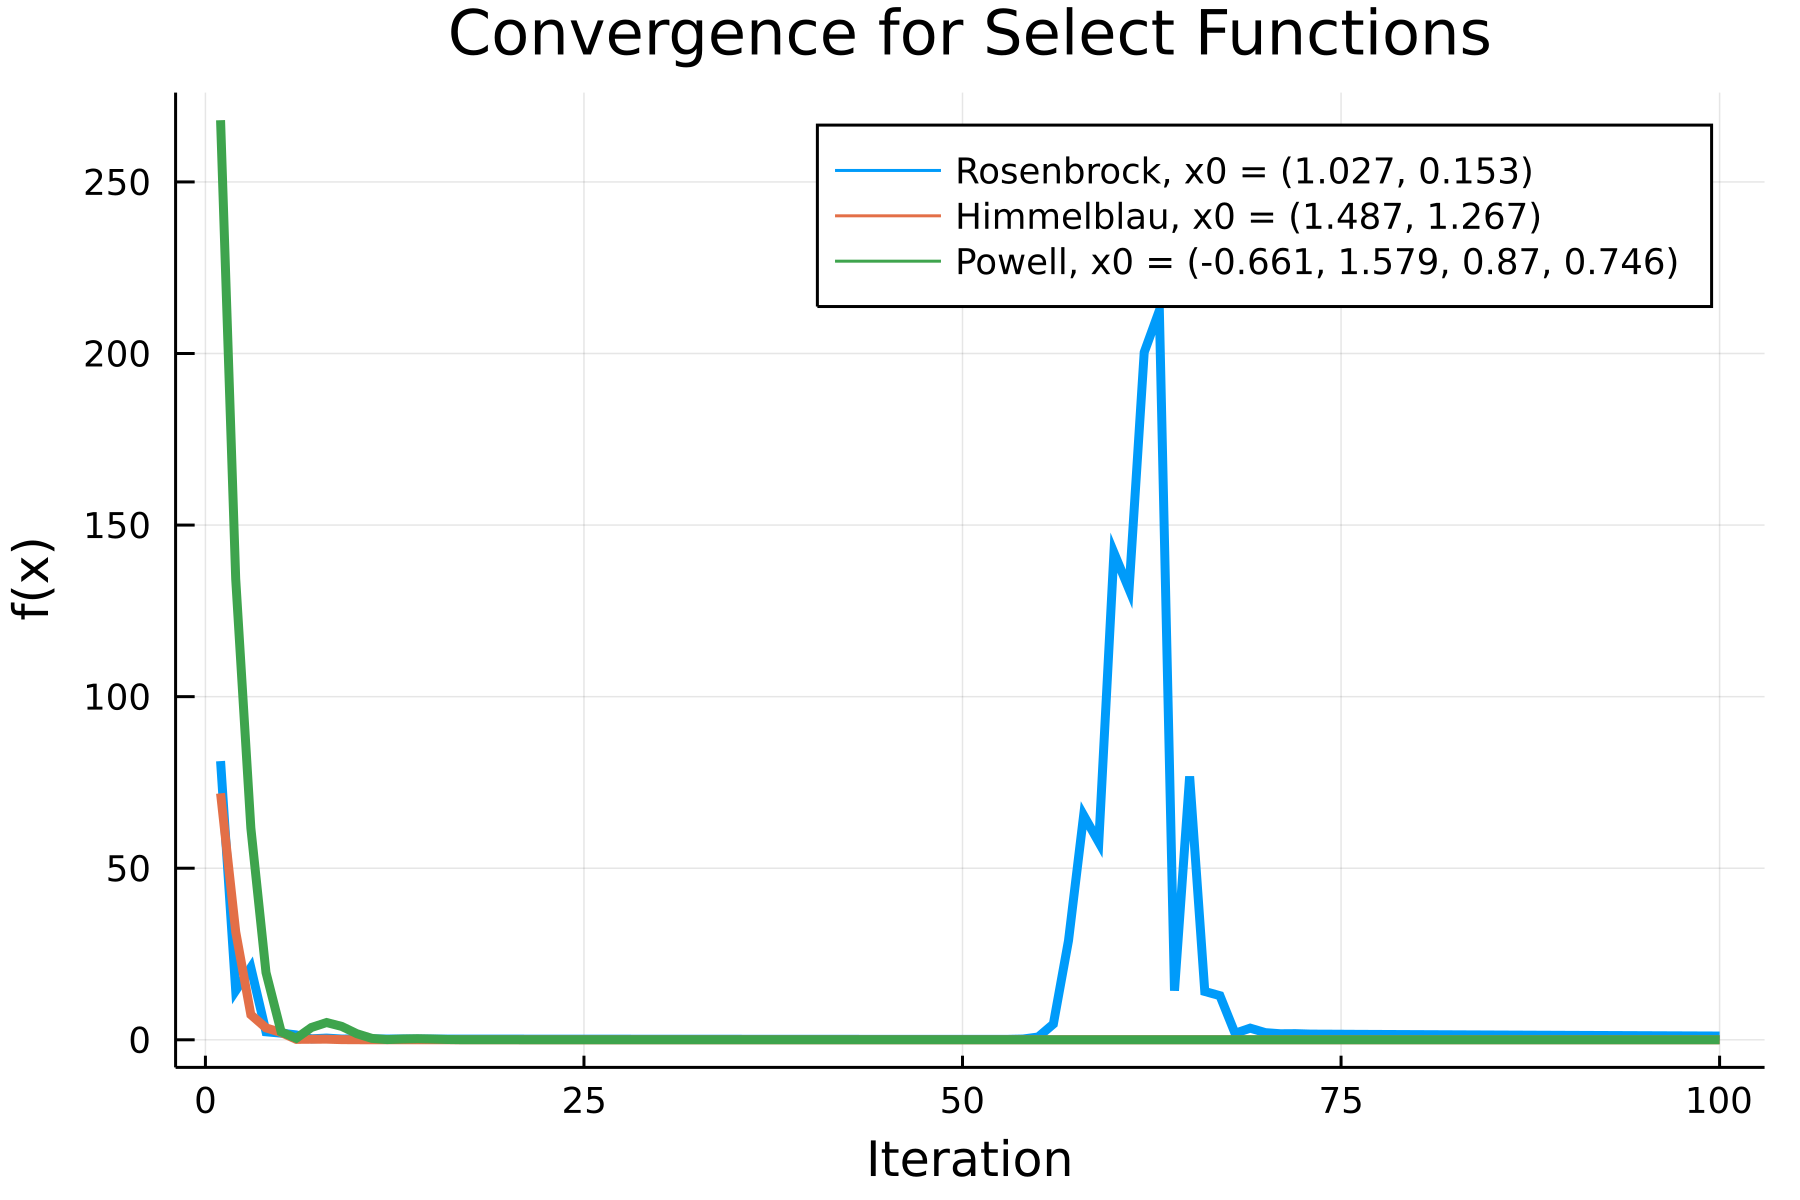 Convergence for Select Functions
Rosenbrock, x0 = (1.027, 0.153)
Himmelblau, x0 = (1.487, 1.267)
Powell, x0 = (-0.661, 1.579, 0.87, 0.746)
f(x)
250
200
150
100
50
0
0 25 50 75 100
Iteration